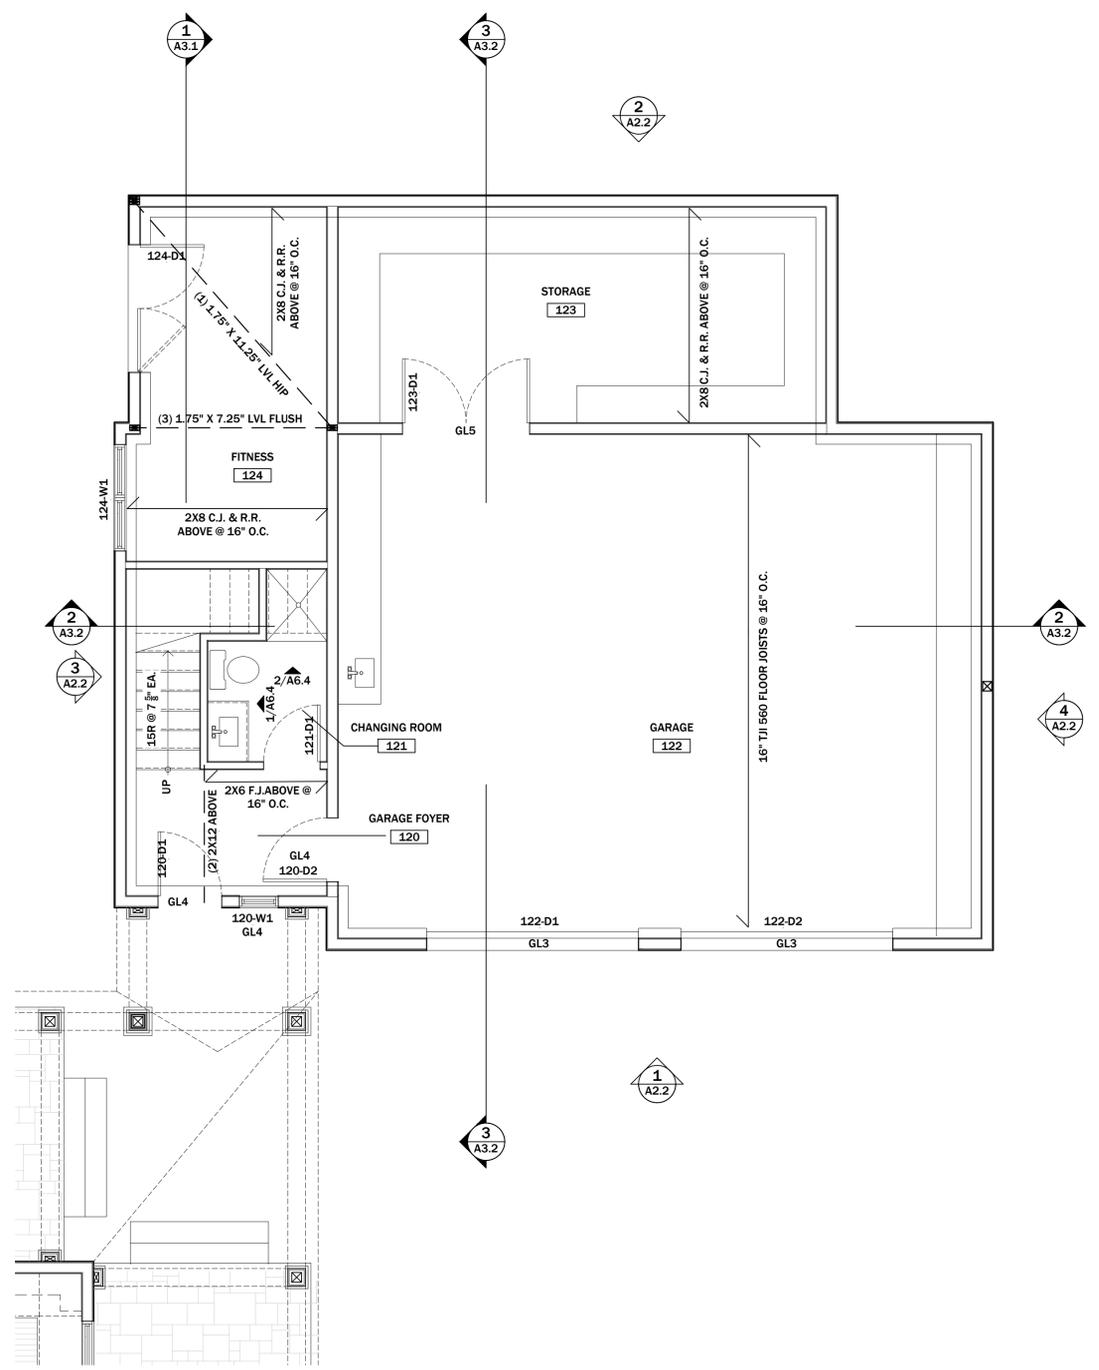 1
A3.1
3
A3.2
2
A2.2
124-D1
2X8 C.J. & R.R.
ABOVE @ 16" O.C.
(1) 1.75" X 11.25" LVL HIP
STORAGE
123
2X8 C.J. & R.R. ABOVE @ 16" O.C.
123-D1
GL5
(3) 1.75" X 7.25" LVL FLUSH
FITNESS
124
124-W1
2X8 C.J. & R.R.
ABOVE @ 16" O.C.
2
A3.2
3
A2.2
2
A3.2
4
A2.2
2/A6.4
1/A6.4
15R @ 7 5/8" EA.
UP
121-D1
CHANGING ROOM
121
GARAGE
122
16" TJI 560 FLOOR JOISTS @ 16" O.C.
2X6 F.J.ABOVE @
16" O.C.
(2) 2X12 ABOVE
GARAGE FOYER
120
120-D1
GL4
120-D2
GL4
120-W1
GL4
122-D1
GL3
122-D2
GL3
1
A2.2
3
A3.2